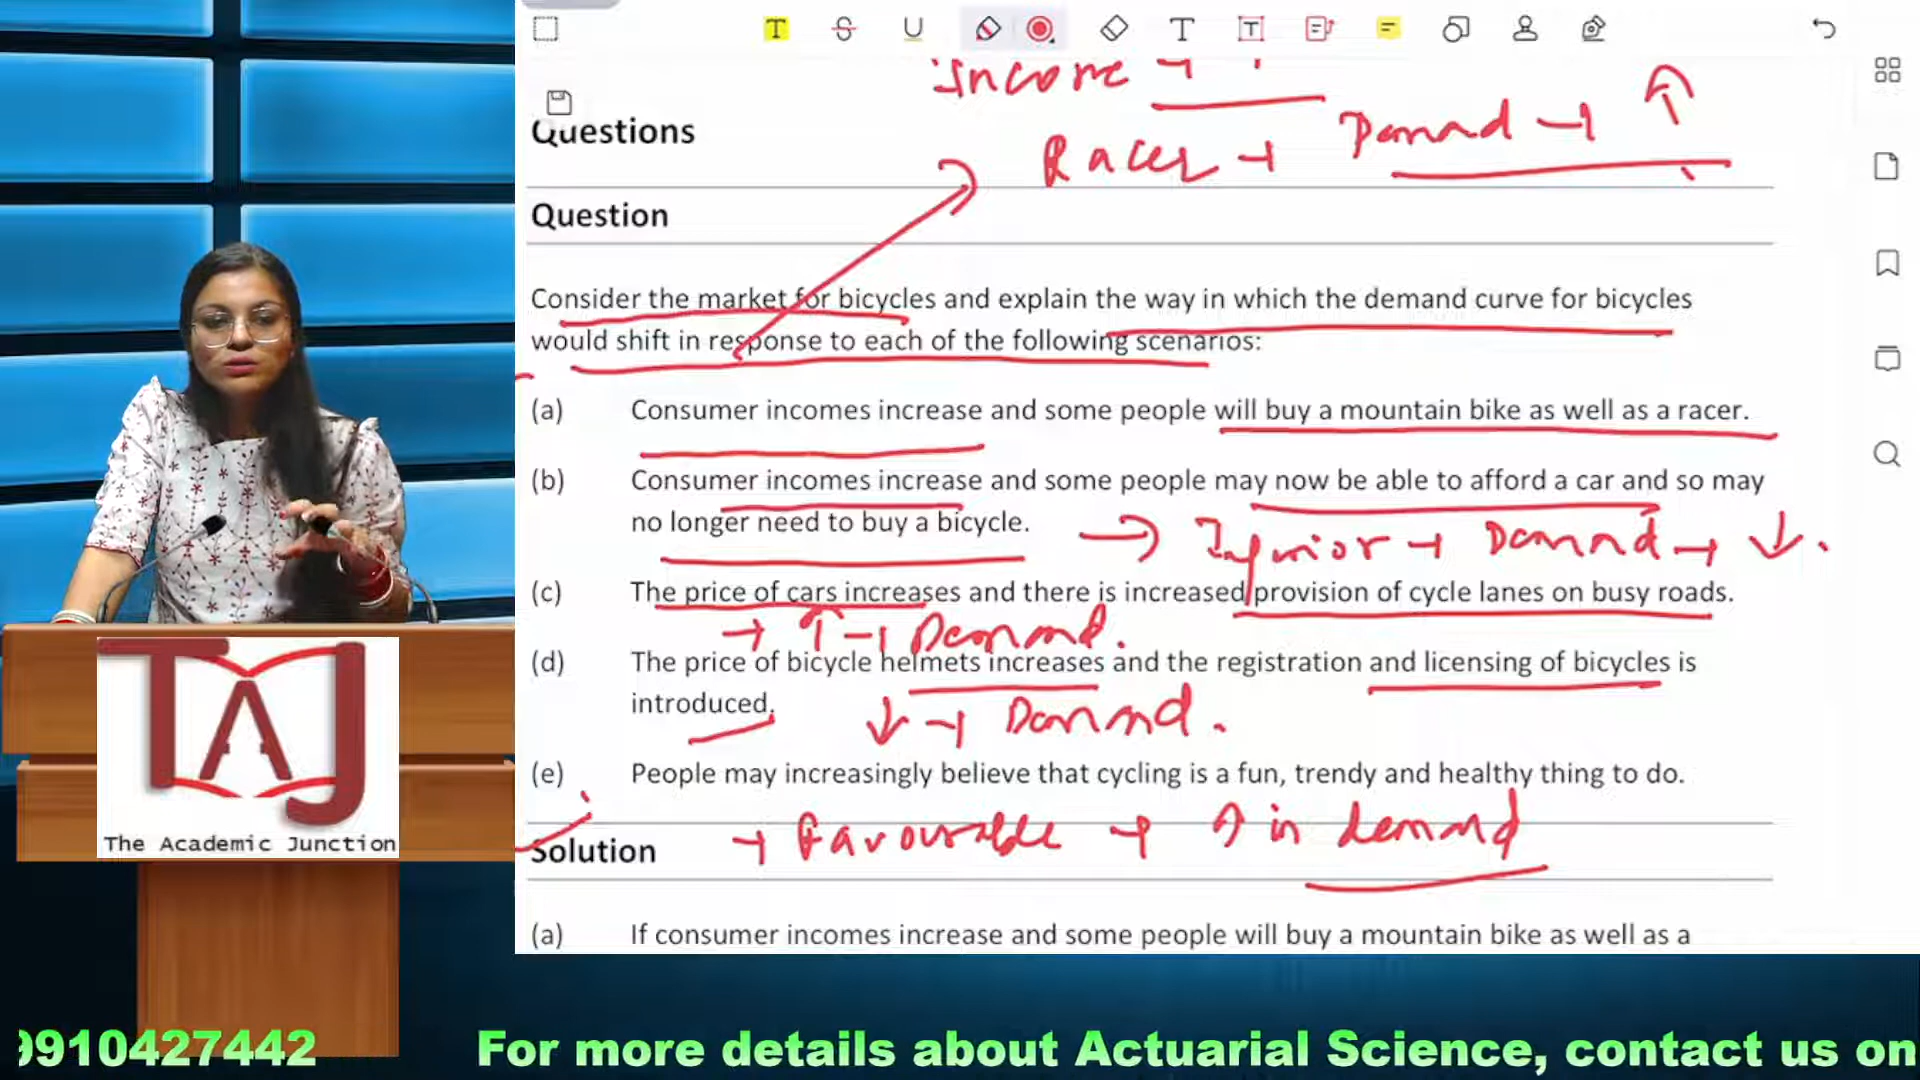 Income →
Questions
Racer → Demand → ↑
Question
Consider the market for bicycles and explain the way in which the demand curve for bicycles
would shift in response to each of the following scenarios:
(a) Consumer incomes increase and some people will buy a mountain bike as well as a racer.
(b) Consumer incomes increase and some people may now be able to afford a car and so may
no longer need to buy a bicycle.
→ Inferior → Demand → ↓.
(c) The price of cars increases and there is increased provision of cycle lanes on busy roads.
→ ↑ → Demand.
(d) The price of bicycle helmets increases and the registration and licensing of bicycles is
introduced.
↓ → Demand.
(e) People may increasingly believe that cycling is a fun, trendy and healthy thing to do.
→ Favourable → ↑ in demand
Solution
(a) If consumer incomes increase and some people will buy a mountain bike as well as a
TAJ
The Academic Junction
9910427442 For more details about Actuarial Science, contact us on